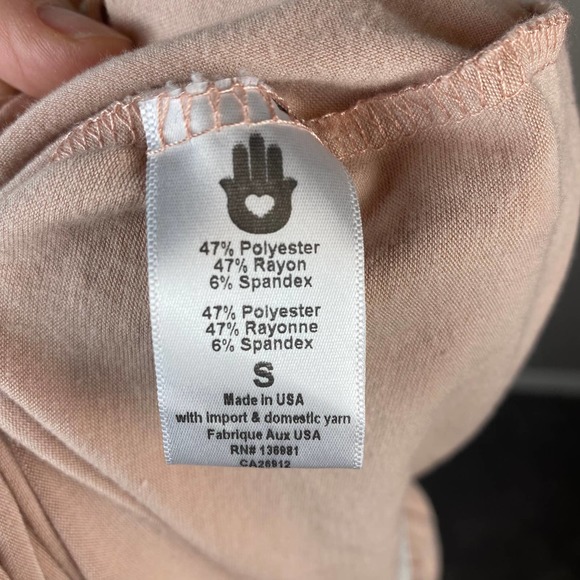 47% Polyester
47% Rayon
6% Spandex
47% Polyester
47% Rayonne
6% Spandex
S
Made in USA
with import & domestic yarn
Fabrique Aux USA
RN# 136981
CA26912